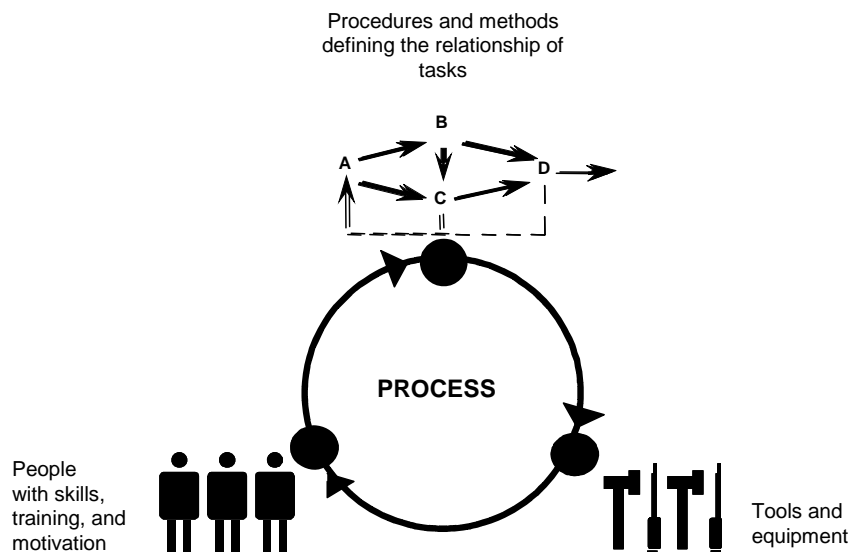 Procedures and methods
defining the relationship of
tasks
B
A
D
C
PROCESS
People
with skills,
training, and
motivation
Tools and
equipment